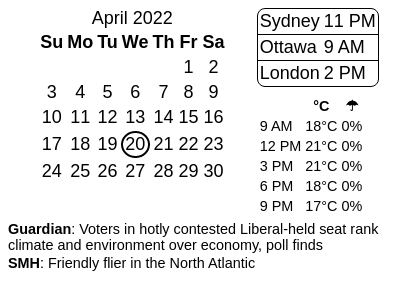 April 2022
Su Mo Tu We Th Fr Sa
1 2
3 4 5 6 7 8 9
10 11 12 13 14 15 16
17 18 19 20 21 22 23
24 25 26 27 28 29 30
Sydney 11 PM
Ottawa 9 AM
London 2 PM
°C ☂
9 AM 18°C 0%
12 PM 21°C 0%
3 PM 21°C 0%
6 PM 18°C 0%
9 PM 17°C 0%
Guardian: Voters in hotly contested Liberal-held seat rank
climate and environment over economy, poll finds
SMH: Friendly flier in the North Atlantic